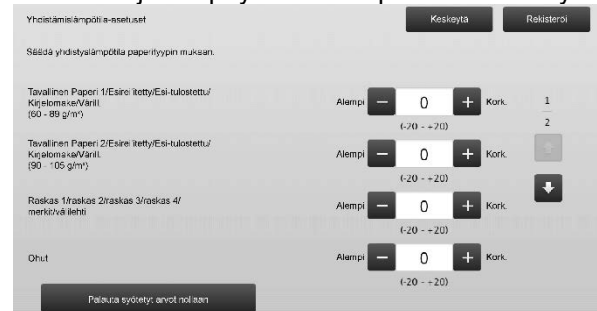 Yhdistämislämpötila-asetuset Keskeytä Rekisteröi
Säädä yhdistyslämpötila paperityypin mukaan.
Tavallinen Paperi 1/Esirei itetty/Esi-tulostettu/
Kirjelomake/Värill.
(60 - 89 g/m²)
Alempi − 0 + Kork.
(-20 - +20)
1
2
Tavallinen Paperi 2/Esirei itetty/Esi-tulostettu/
Kirjelomake/Värill.
(90 - 105 g/m²)
Alempi − 0 + Kork.
(-20 - +20)
Raskas 1/raskas 2/raskas 3/raskas 4/
merkit/välilehti
Alempi − 0 + Kork.
(-20 - +20)
Ohut
Alempi − 0 + Kork.
(-20 - +20)
Palauta syötetyt arvot nollaan